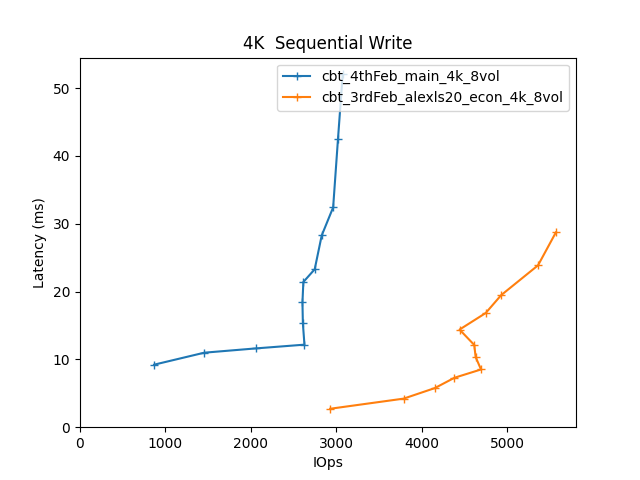 4K  Sequential Write
cbt_4thFeb_main_4k_8vol
cbt_3rdFeb_alexls20_econ_4k_8vol
50
40
30
20
10
0
Latency (ms)
0 1000 2000 3000 4000 5000
IOps